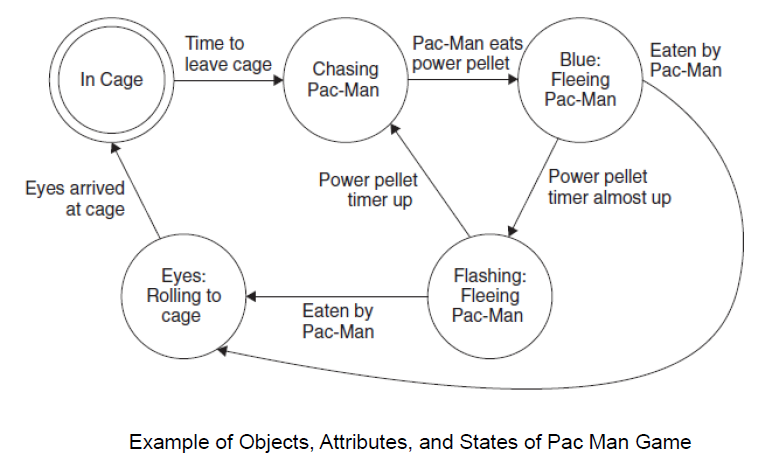 Time to
leave cage
Pac-Man eats
power pellet
Eaten by
Pac-Man
In Cage
Chasing
Pac-Man
Blue:
Fleeing
Pac-Man
Eyes arrived
at cage
Power pellet
timer up
Power pellet
timer almost up
Eyes:
Rolling to
cage
Eaten by
Pac-Man
Flashing:
Fleeing
Pac-Man
Example of Objects, Attributes, and States of Pac Man Game